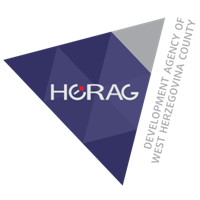 HERAG
DEVELOPMENT AGENCY OF
WEST HERZEGOVINA COUNTY